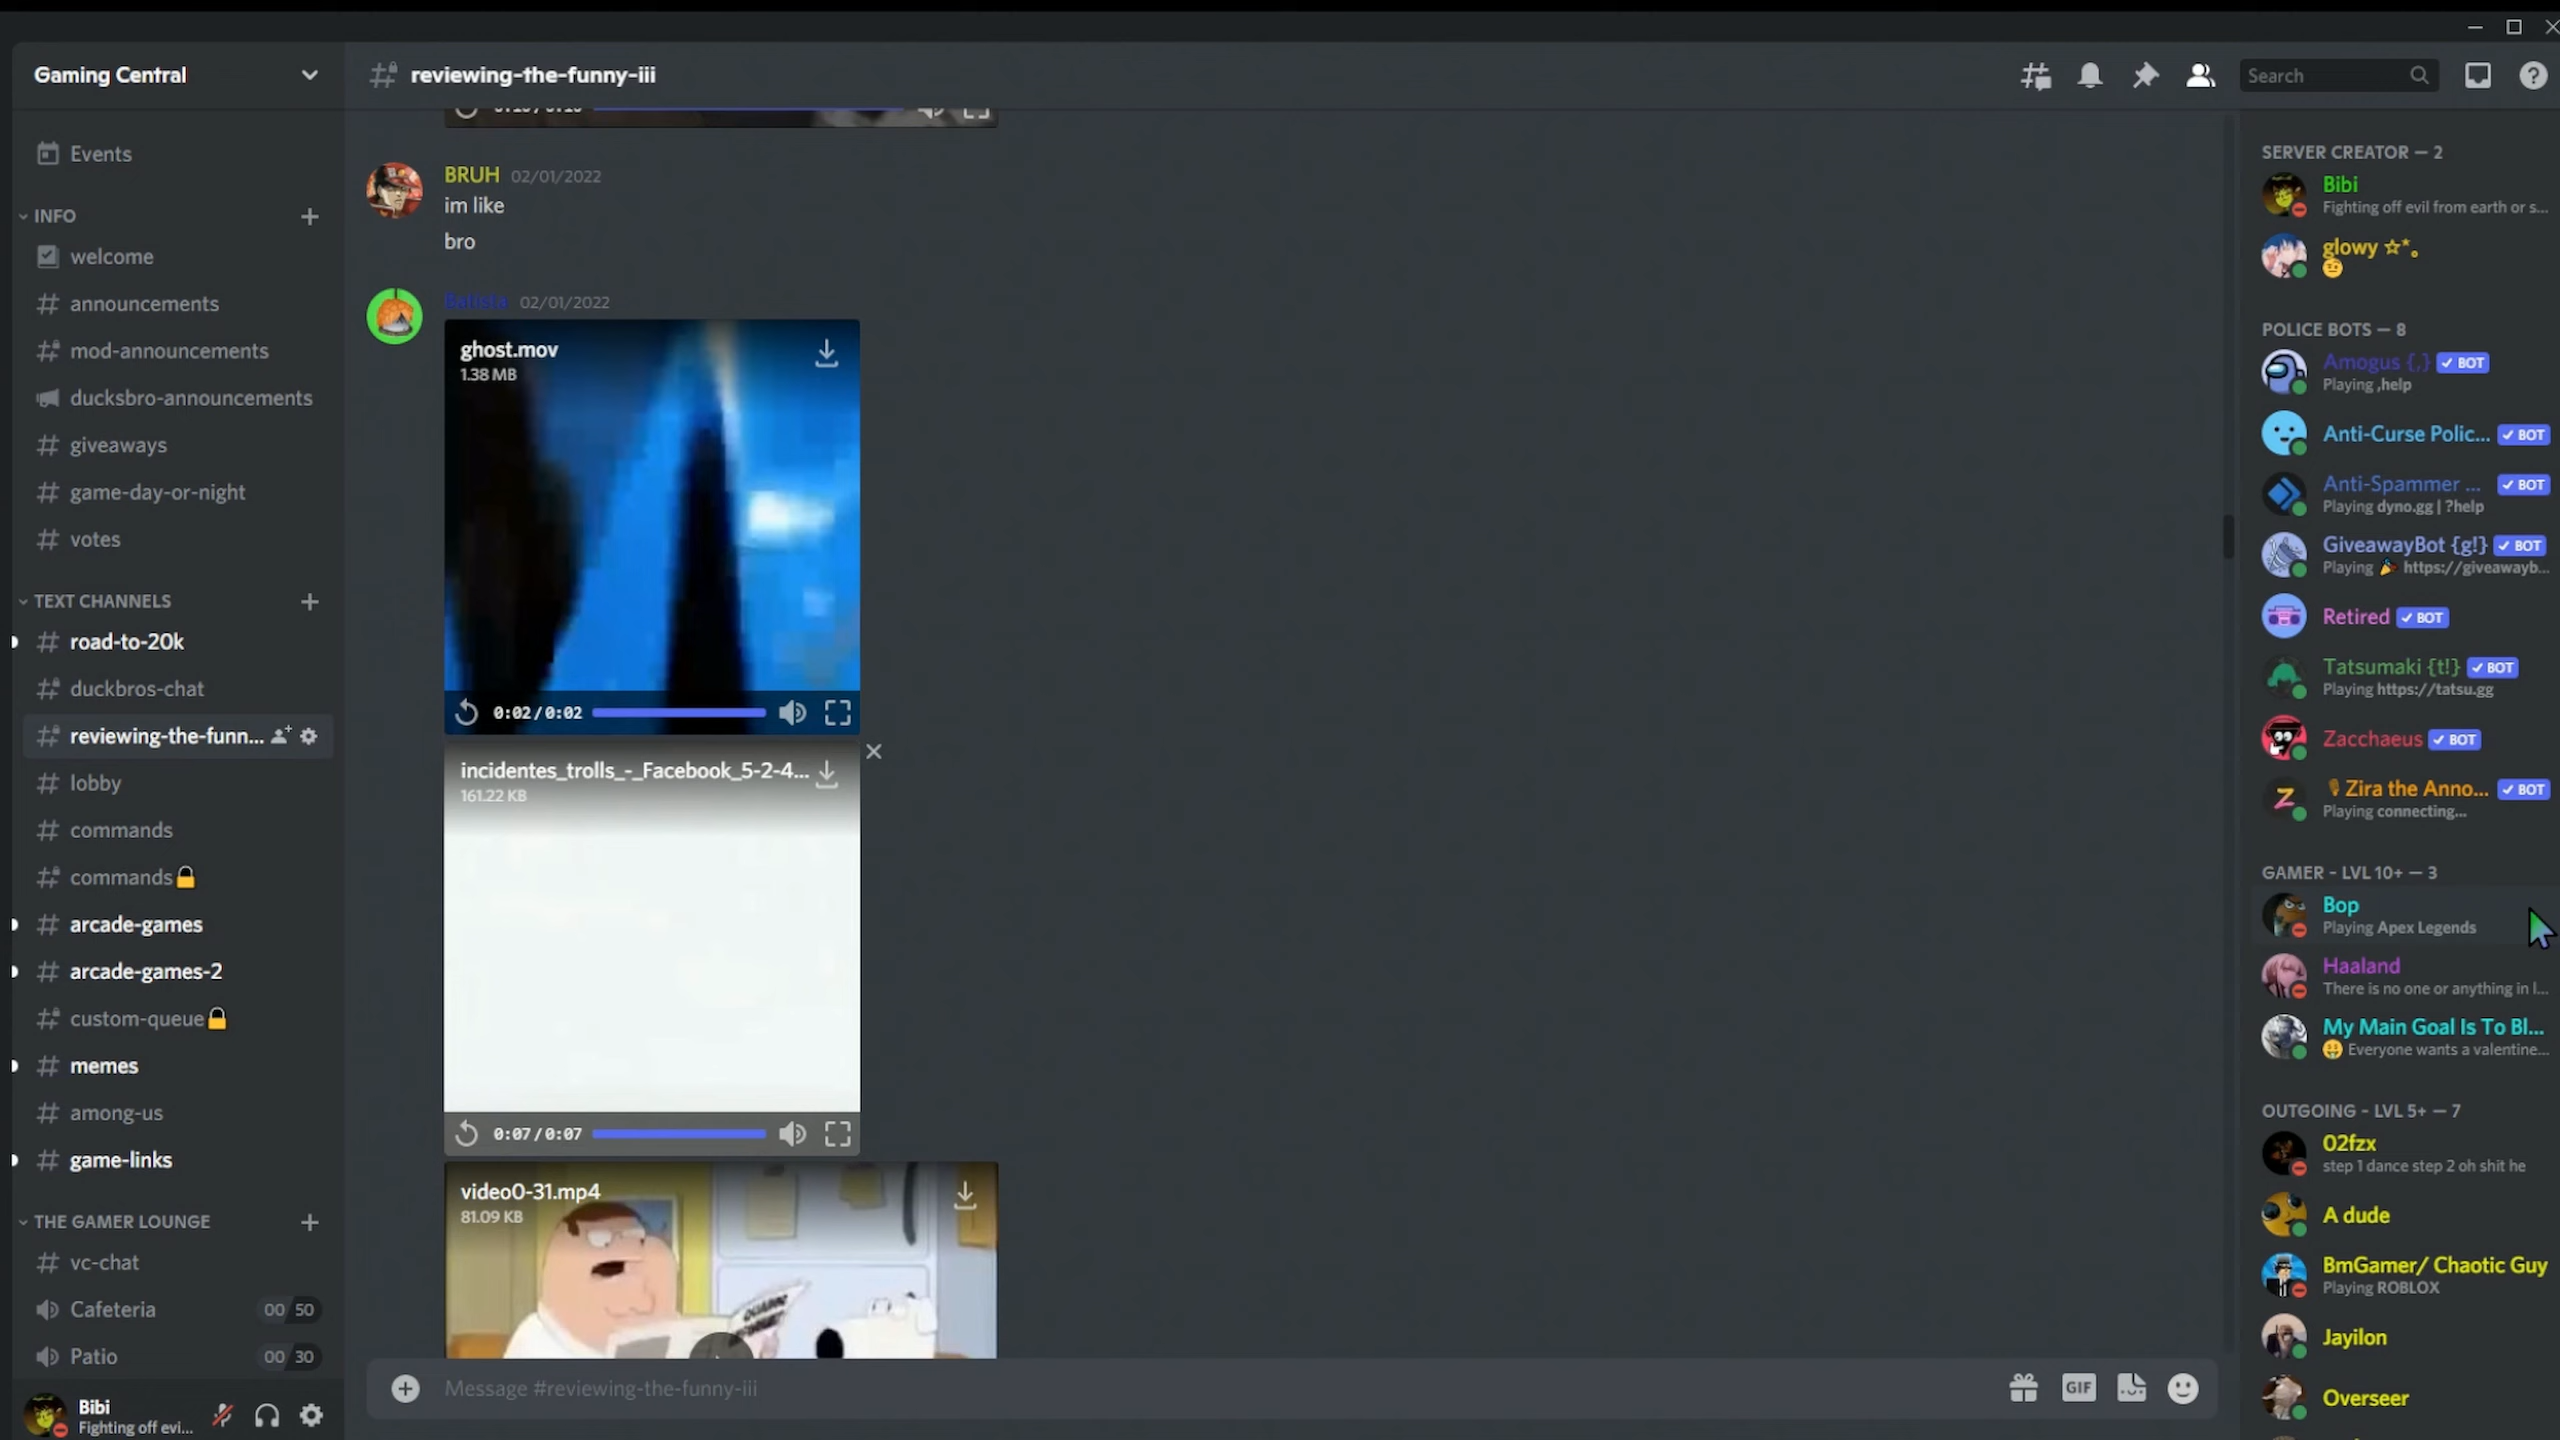 Gaming Central
Events
INFO
welcome
announcements
mod-announcements
ducksbro-announcements
giveaways
game-day-or-night
votes
TEXT CHANNELS
road-to-20k
duckbros-chat
reviewing-the-funn...
lobby
commands
commands🔒
arcade-games
arcade-games-2
custom-queue🔒
memes
among-us
game-links
THE GAMER LOUNGE
vc-chat
Cafeteria 00 50
Patio 00 30
Bibi
Fighting off evi...
reviewing-the-funny-iii
Search
BRUH 02/01/2022
im like
bro
02/01/2022
ghost.mov
1.38 MB
0:02/0:02
incidentes_trolls_-_Facebook_5-2-4...
161.22 KB
0:07/0:07
video0-31.mp4
81.09 KB
Message #reviewing-the-funny-iii
GIF
SERVER CREATOR — 2
Bibi
Fighting off evil from earth or s...
glowy ☆*。
🤨
POLICE BOTS — 8
Amogus {,} ✓ BOT
Playing ,help
Anti-Curse Polic... ✓ BOT
Anti-Spammer ... ✓ BOT
Playing dyno.gg | ?help
GiveawayBot {g!} ✓ BOT
Playing 🎉 https://giveawayb...
Retired ✓ BOT
Tatsumaki {t!} ✓ BOT
Playing https://tatsu.gg
Zacchaeus ✓ BOT
🎙Zira the Anno... ✓ BOT
Playing connecting...
GAMER - LVL 10+ — 3
Bop
Playing Apex Legends
Haaland
There is no one or anything in l...
My Main Goal Is To Bl...
🤑 Everyone wants a valentine...
OUTGOING - LVL 5+ — 7
02fzx
step 1 dance step 2 oh shit he
A dude
BmGamer/ Chaotic Guy
Playing ROBLOX
Jayilon
Overseer